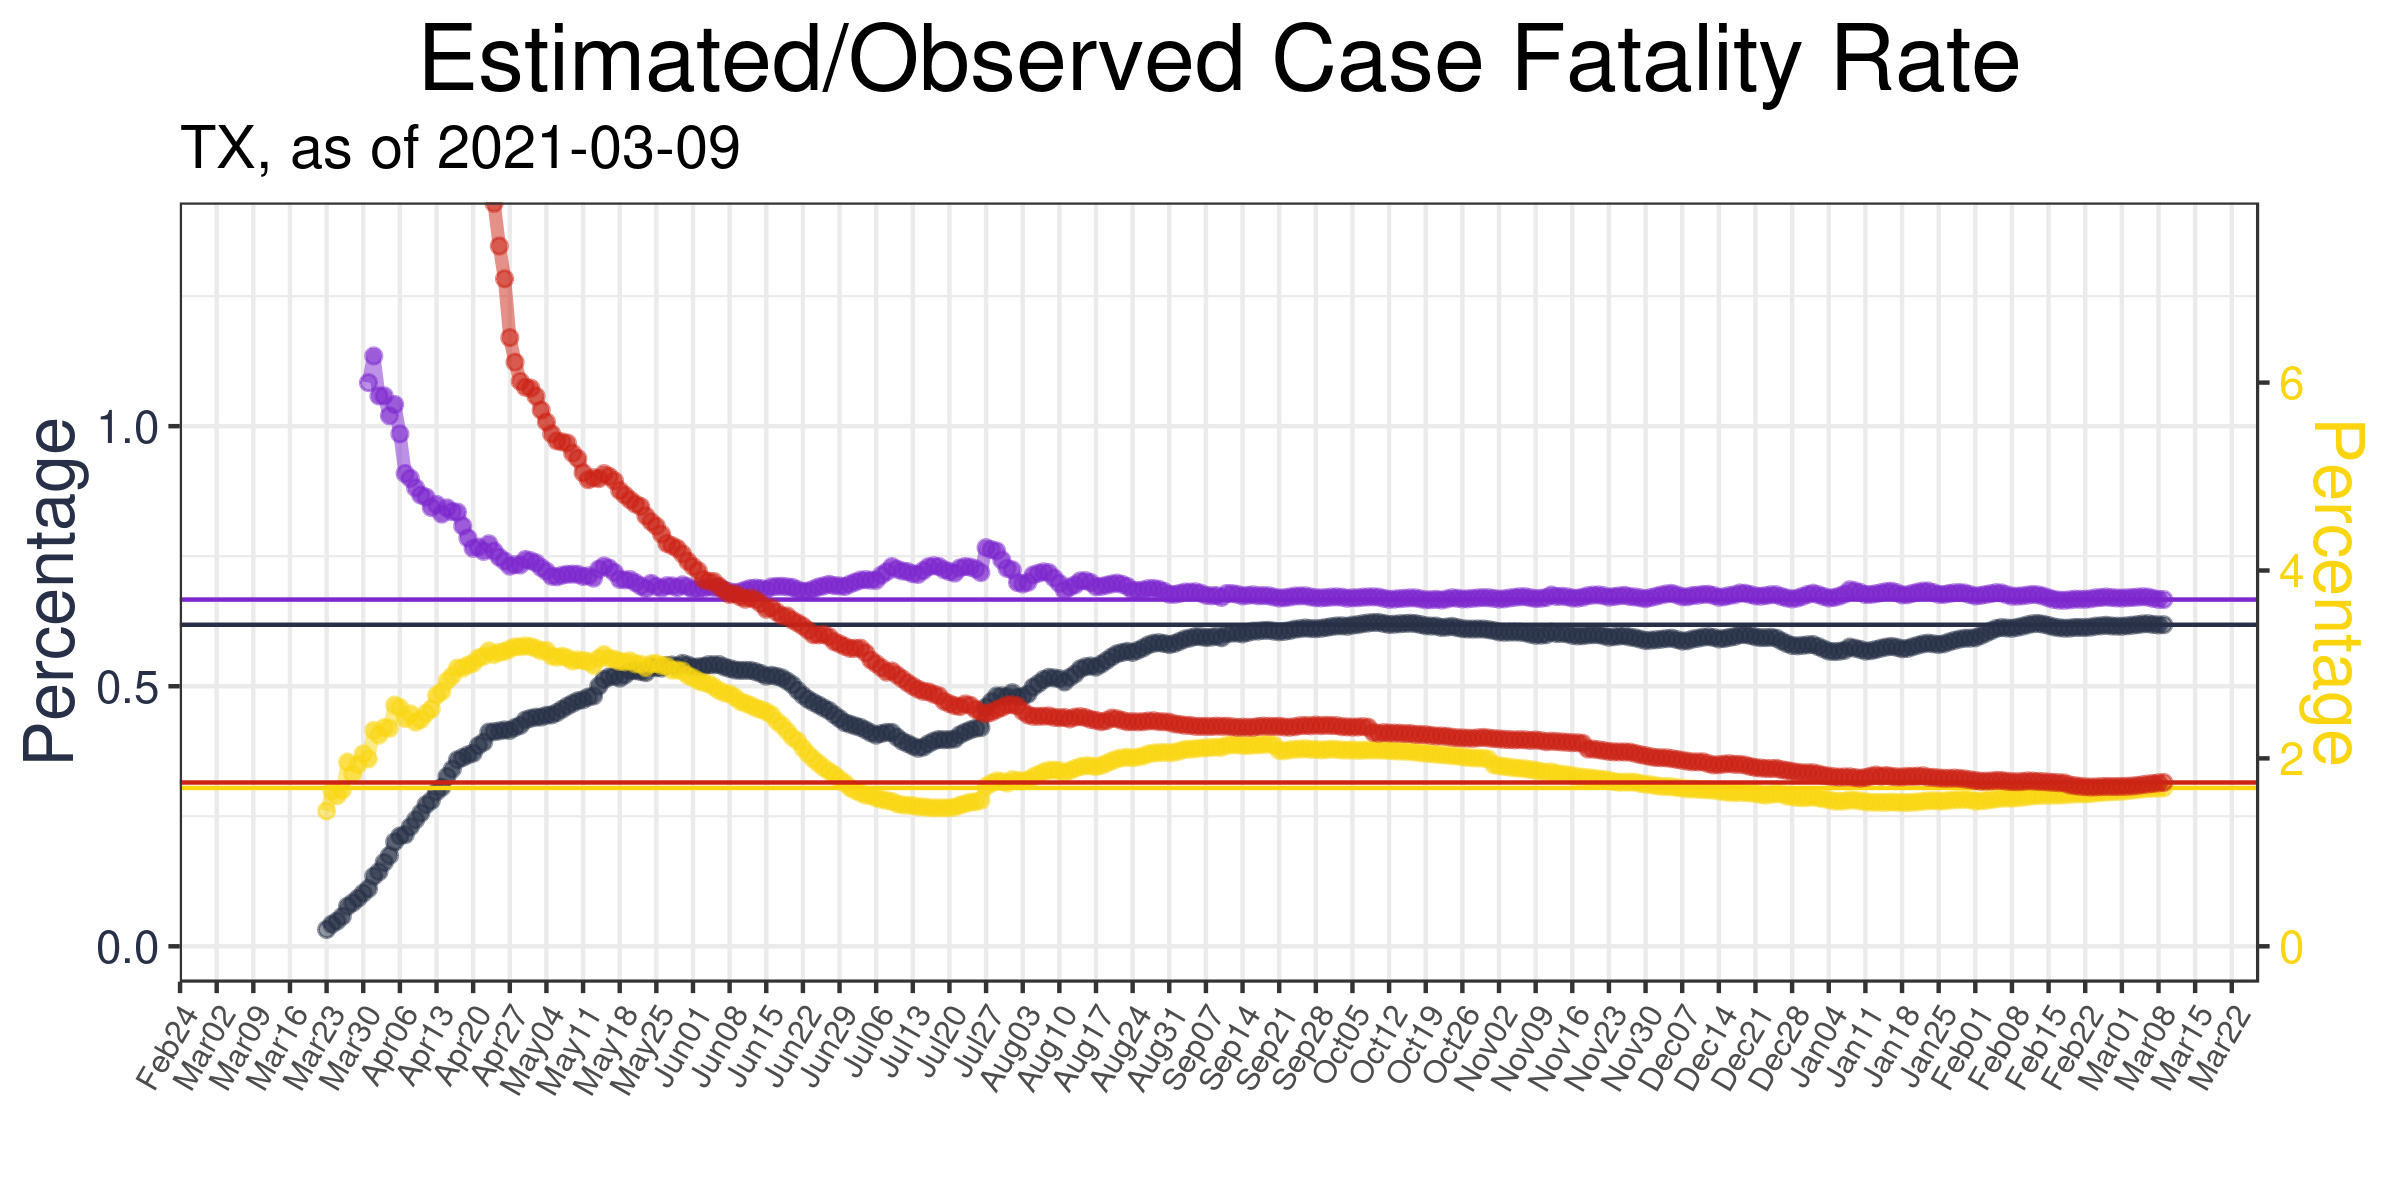 Estimated/Observed Case Fatality Rate
TX, as of 2021-03-09
Percentage
1.0
0.5
0.0
6
4
2
0
Percentage
Feb24
Mar02
Mar09
Mar16
Mar23
Mar30
Apr06
Apr13
Apr20
Apr27
May04
May11
May18
May25
Jun01
Jun08
Jun15
Jun22
Jun29
Jul06
Jul13
Jul20
Jul27
Aug03
Aug10
Aug17
Aug24
Aug31
Sep07
Sep14
Sep21
Sep28
Oct05
Oct12
Oct19
Oct26
Nov02
Nov09
Nov16
Nov23
Nov30
Dec07
Dec14
Dec21
Dec28
Jan04
Jan11
Jan18
Jan25
Feb01
Feb08
Feb15
Feb22
Mar01
Mar08
Mar15
Mar22